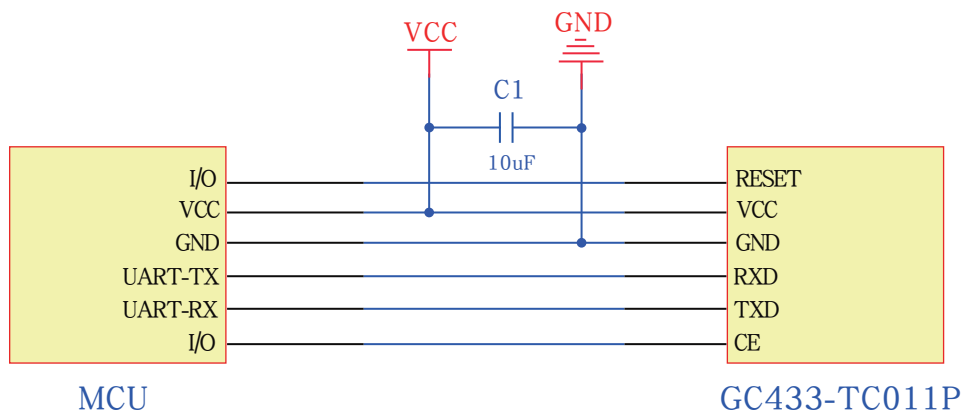 GND
VCC
C1
10uF
I/O
RESET
VCC
VCC
GND
GND
UART-TX
RXD
UART-RX
TXD
I/O
CE
MCU
GC433-TC011P